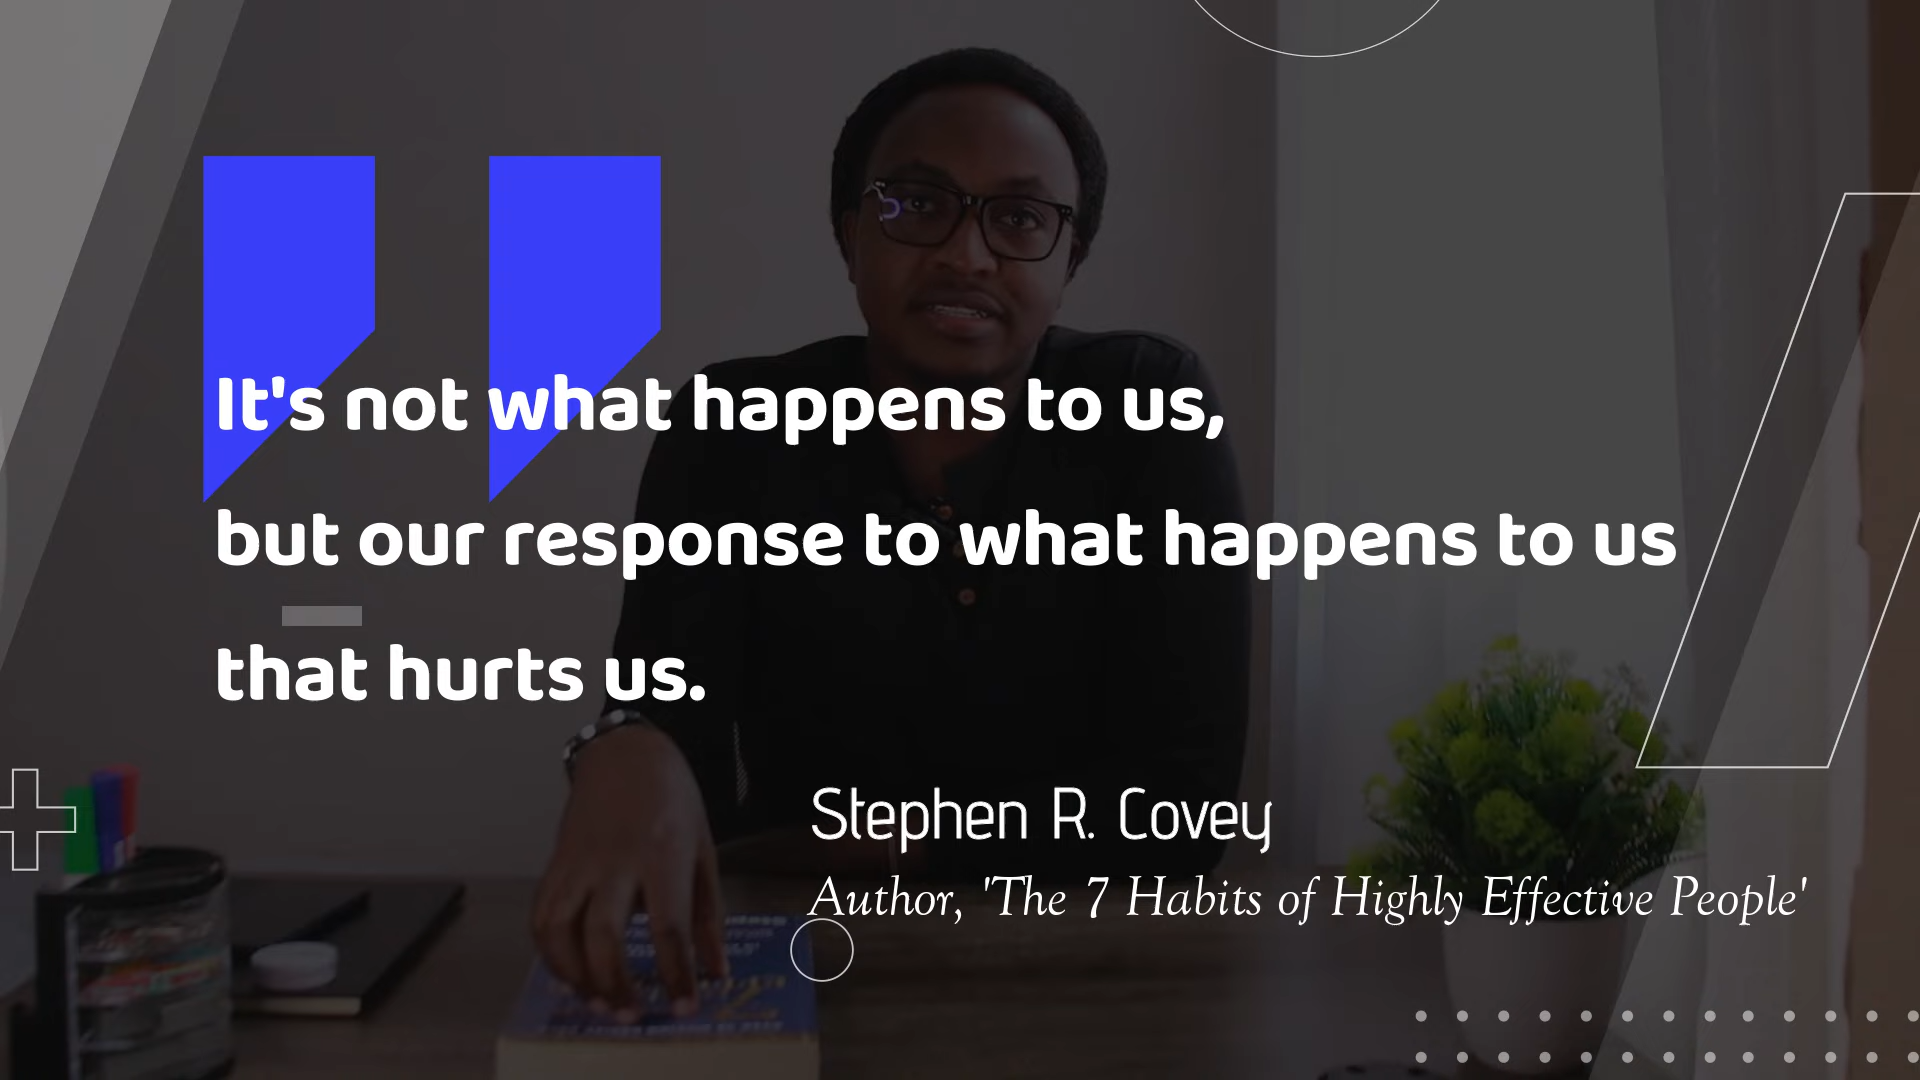 It's not what happens to us,
but our response to what happens to us
that hurts us.
Stephen R. Covey
Author, 'The 7 Habits of Highly Effective People'